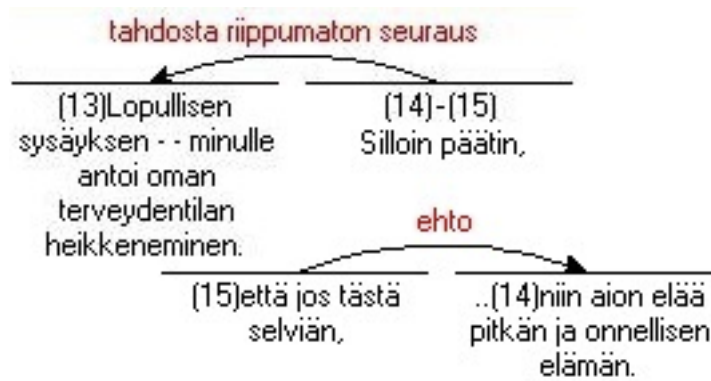 tahdosta riippumaton seuraus
(13)Lopullisen
sysäyksen - - minulle
antoi oman
terveydentilan
heikkeneminen.
(14)-(15)
Silloin päätin,
ehto
(15)että jos tästä
selviän,
..(14)niin aion elää
pitkän ja onnellisen
elämän.